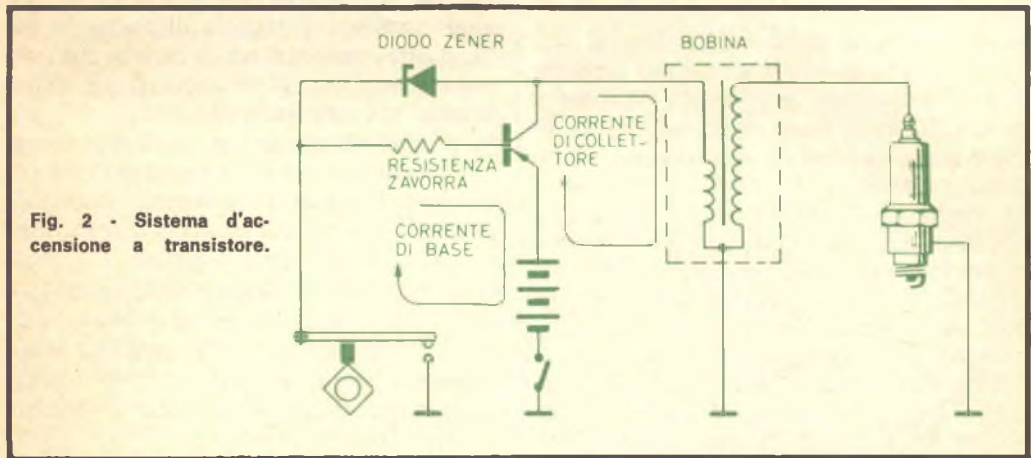 DIODO ZENER
BOBINA
RESISTENZA
ZAVORRA
CORRENTE
DI COLLET-
TORE
CORRENTE
DI BASE
Fig. 2 - Sistema d'ac-
censione a transistore.